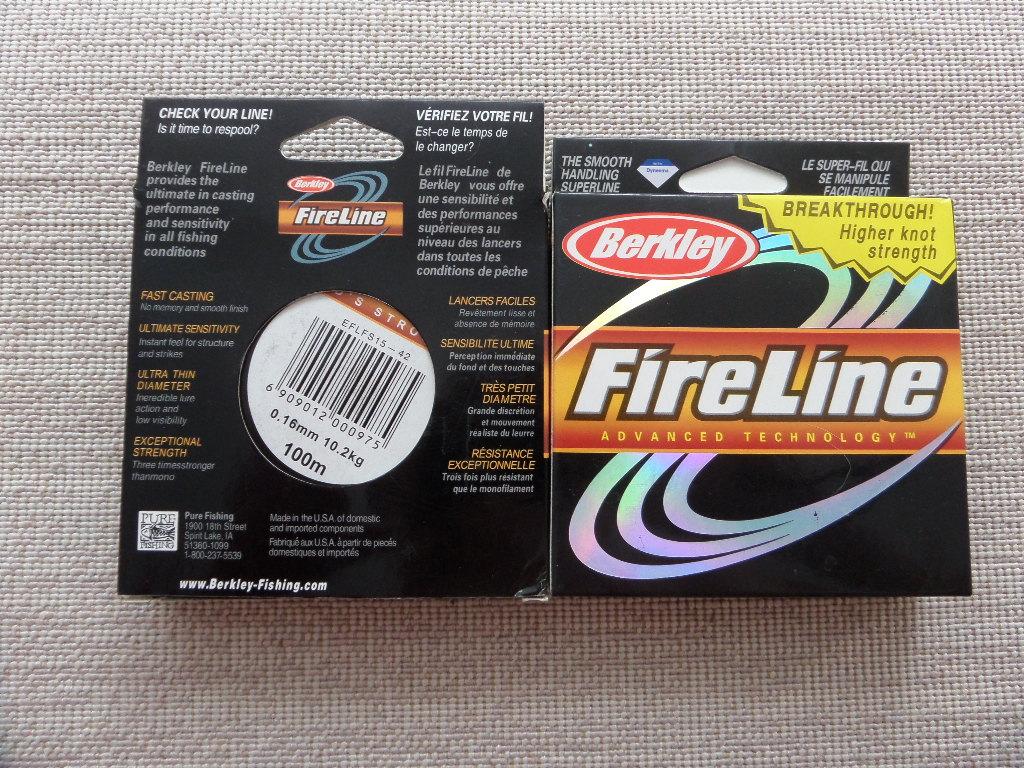 CHECK YOUR LINE!
Is it time to respool?
VÉRIFIEZ VOTRE FIL!
Est-ce le temps de
le changer?
Berkley FireLine
provides the
ultimate in casting
performance
and sensitivity
in all fishing
conditions
Berkley
FireLine
Le fil FireLine de
Berkley vous offre
une sensibilité et
des performances
supérieures au
niveau des lancers
dans toutes les
conditions de pêche
FAST CASTING
No memory and smooth finish
ULTIMATE SENSITIVITY
Instant feel for structure
and strikes
ULTRA THIN
DIAMETER
Increrible lure
action and
low visibility
EXCEPTIONAL
STRENGTH
Three timesstronger
thanmono
S STRO
EFLFS15-42
6 909012 000975
0.16mm 10.2kg
100m
LANCERS FACILES
Revêtement lisse et
absence de mémoire
SENSIBILITE ULTIME
Perception immédiate
du fond et des touches
TRÈS PETIT
DIAMETRE
Grande discrétion
et mouvement
réaliste du leurre
RÉSISTANCE
EXCEPTIONNELLE
Trois fois plus resistant
que le monofilament
PURE
FISHING
Pure Fishing
1900 18th Street
Spirit Lake, IA
51360-1099
1-800-237-5539
Made in the U.S.A. of domestic
and imported components
Fabriqué aux U.S.A. à partir de piecés
domestiques et importés
www.Berkley-Fishing.com
THE SMOOTH
HANDLING
SUPERLINE
Dyneema
LE SUPER-FIL QUI
SE MANIPULE
FACILEMENT
BREAKTHROUGH!
Higher knot
strength
Berkley
FireLine
ADVANCED TECHNOLOGY™